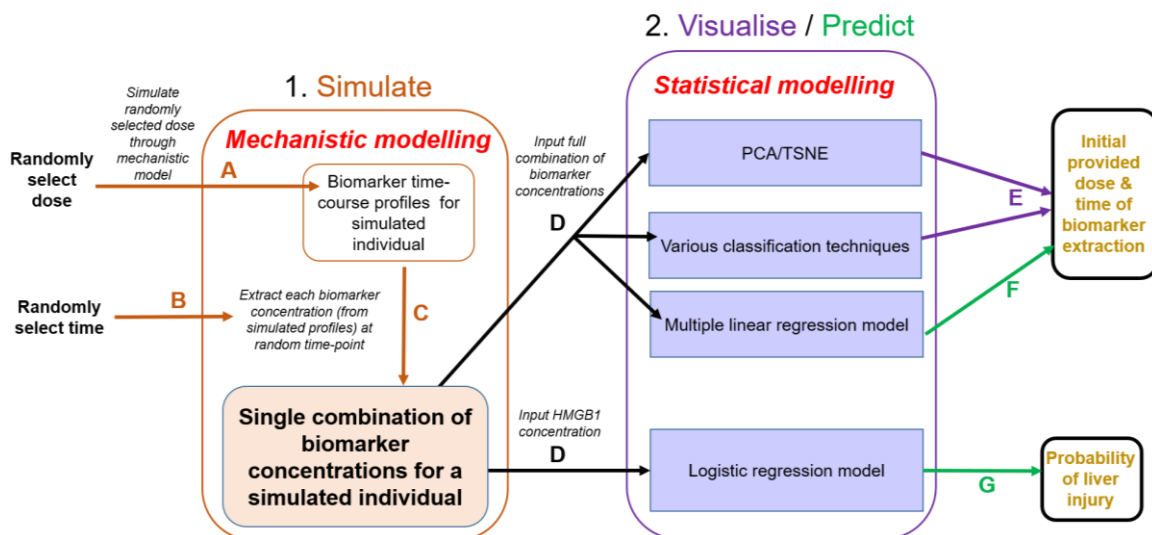 2. Visualise / Predict
1. Simulate
Statistical modelling
Mechanistic modelling
Simulate
randomly
selected dose
through
mechanistic
model
Randomly
select
dose
A
Biomarker time-
course profiles for
simulated
individual
Randomly
select time
B
Extract each biomarker
concentration (from
simulated profiles) at
random time-point
C
Single combination of
biomarker
concentrations for a
simulated individual
Input full
combination of
biomarker
concentrations
D
Input HMGB1
concentration
D
PCA/TSNE
Various classification techniques
Multiple linear regression model
Logistic regression model
E
F
G
Initial
provided
dose &
time of
biomarker
extraction
Probability
of liver
injury